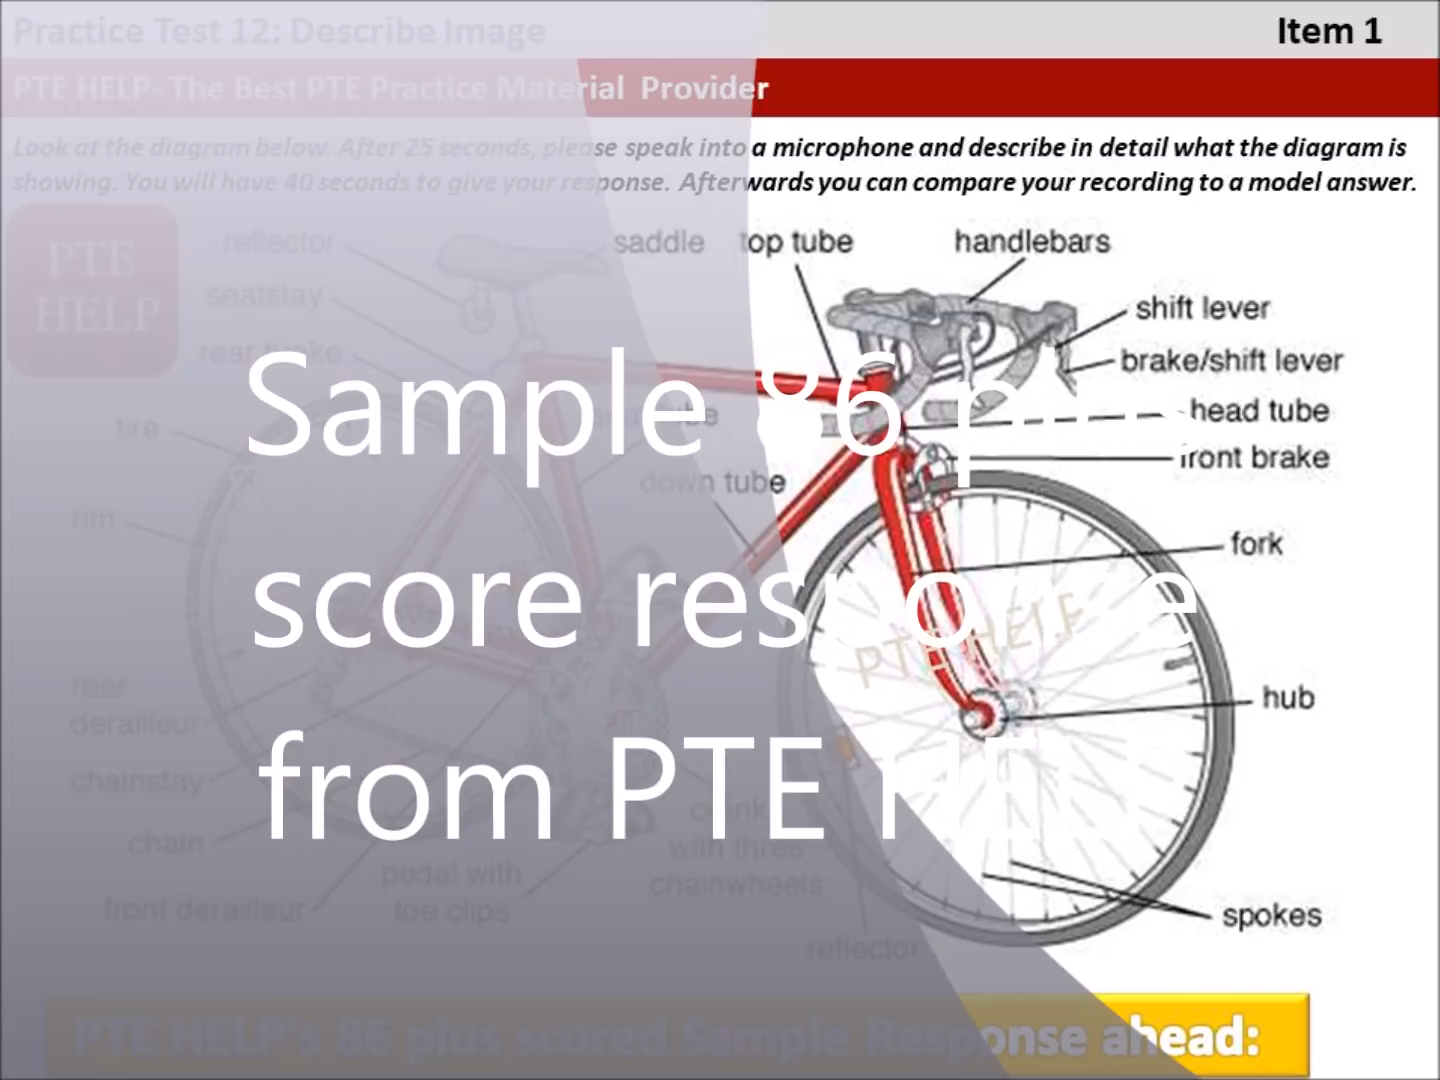 Practice Test 12: Describe Image
Item 1
PTE HELP- The Best PTE Practice Material Provider
Look at the diagram below. After 25 seconds, please speak into a microphone and describe in detail what the diagram is
showing. You will have 40 seconds to give your response. Afterwards you can compare your recording to a model answer.
PTE
HELP
reflector
saddle
top tube
handlebars
seatstay
shift lever
rear brake
brake/shift lever
Sample 86
head tube
tire
front brake
down tube
rim
fork
score response
PTE HELP
rear
derailleur
hub
from PTE
chainstay
chain
with three
chainwheels
pedal with
toe clips
front derailleur
spokes
reflector
PTE HELP's 86 plus scored Sample Response ahead: